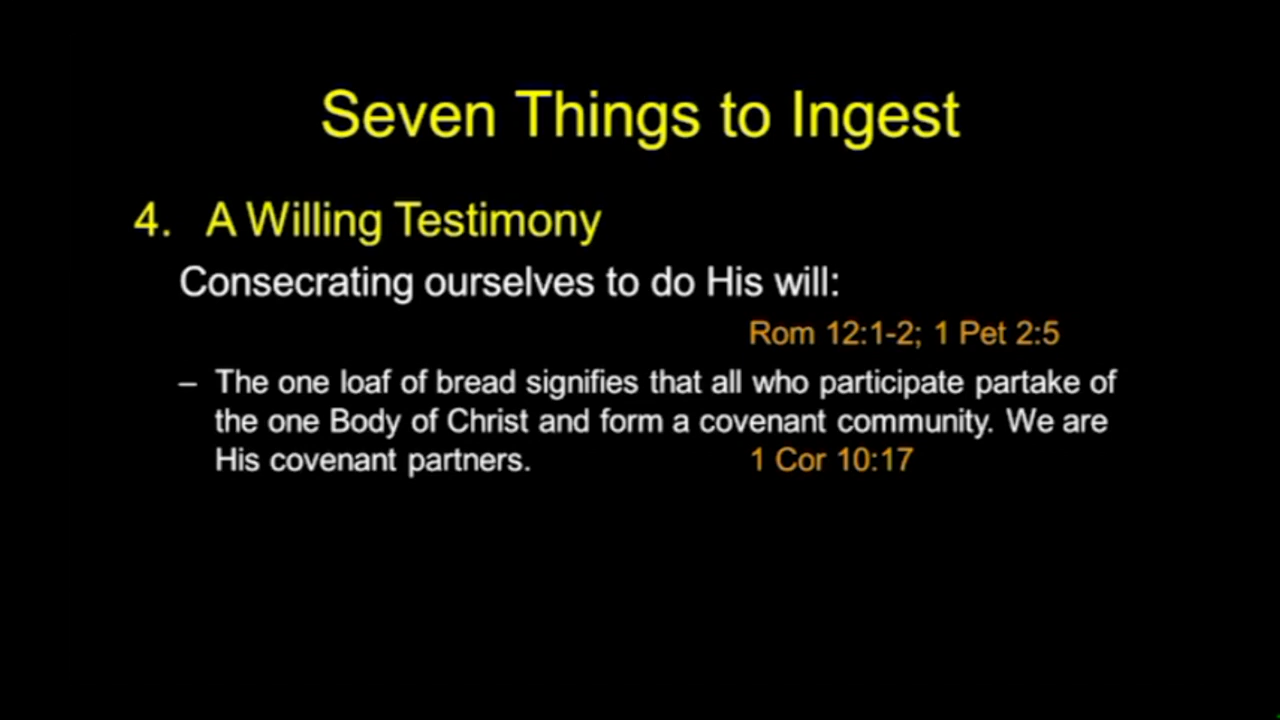 Seven Things to Ingest
4. A Willing Testimony
Consecrating ourselves to do His will:
Rom 12:1-2; 1 Pet 2:5
– The one loaf of bread signifies that all who participate partake of
the one Body of Christ and form a covenant community. We are
His covenant partners. 1 Cor 10:17